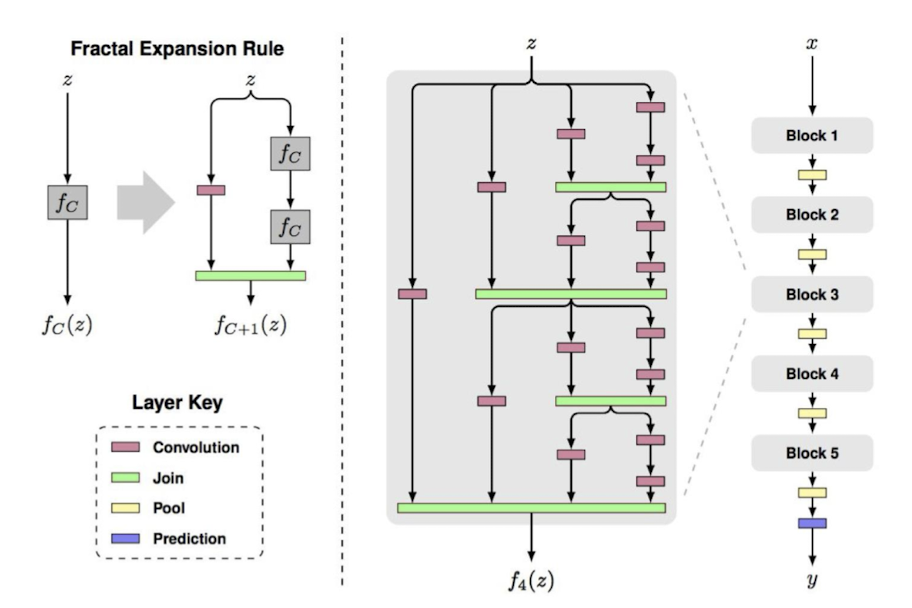 Fractal Expansion Rule
z
z
f_C
f_C
f_C
f_C(z)
f_{C+1}(z)
Layer Key
Convolution
Join
Pool
Prediction
z
f_4(z)
x
Block 1
Block 2
Block 3
Block 4
Block 5
y